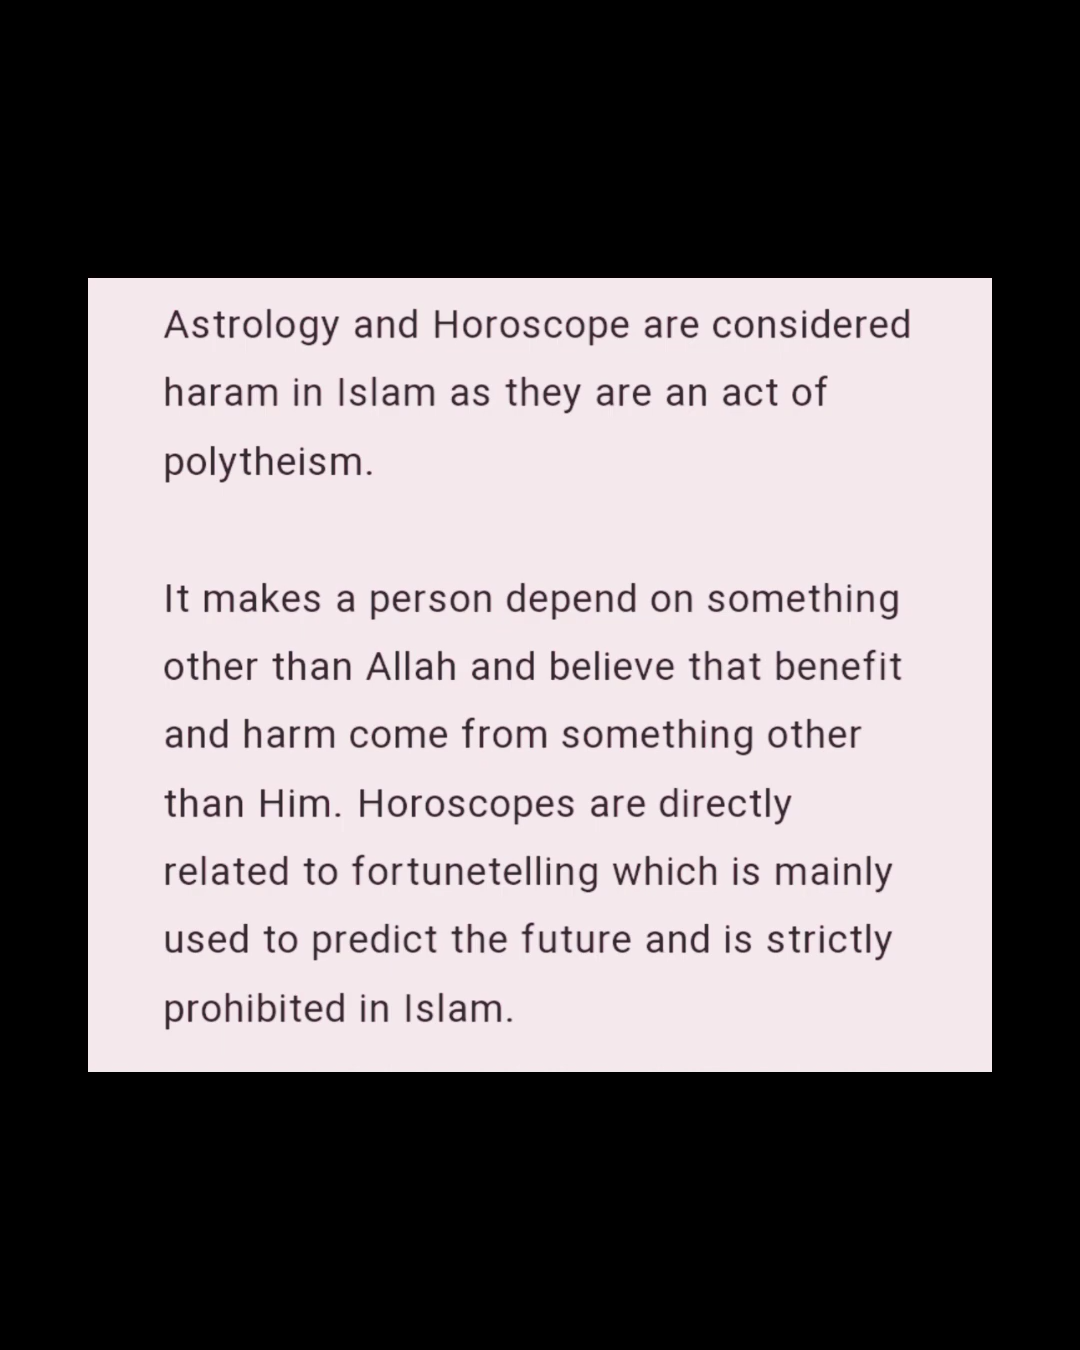 Astrology and Horoscope are considered
haram in Islam as they are an act of
polytheism.
It makes a person depend on something
other than Allah and believe that benefit
and harm come from something other
than Him. Horoscopes are directly
related to fortunetelling which is mainly
used to predict the future and is strictly
prohibited in Islam.